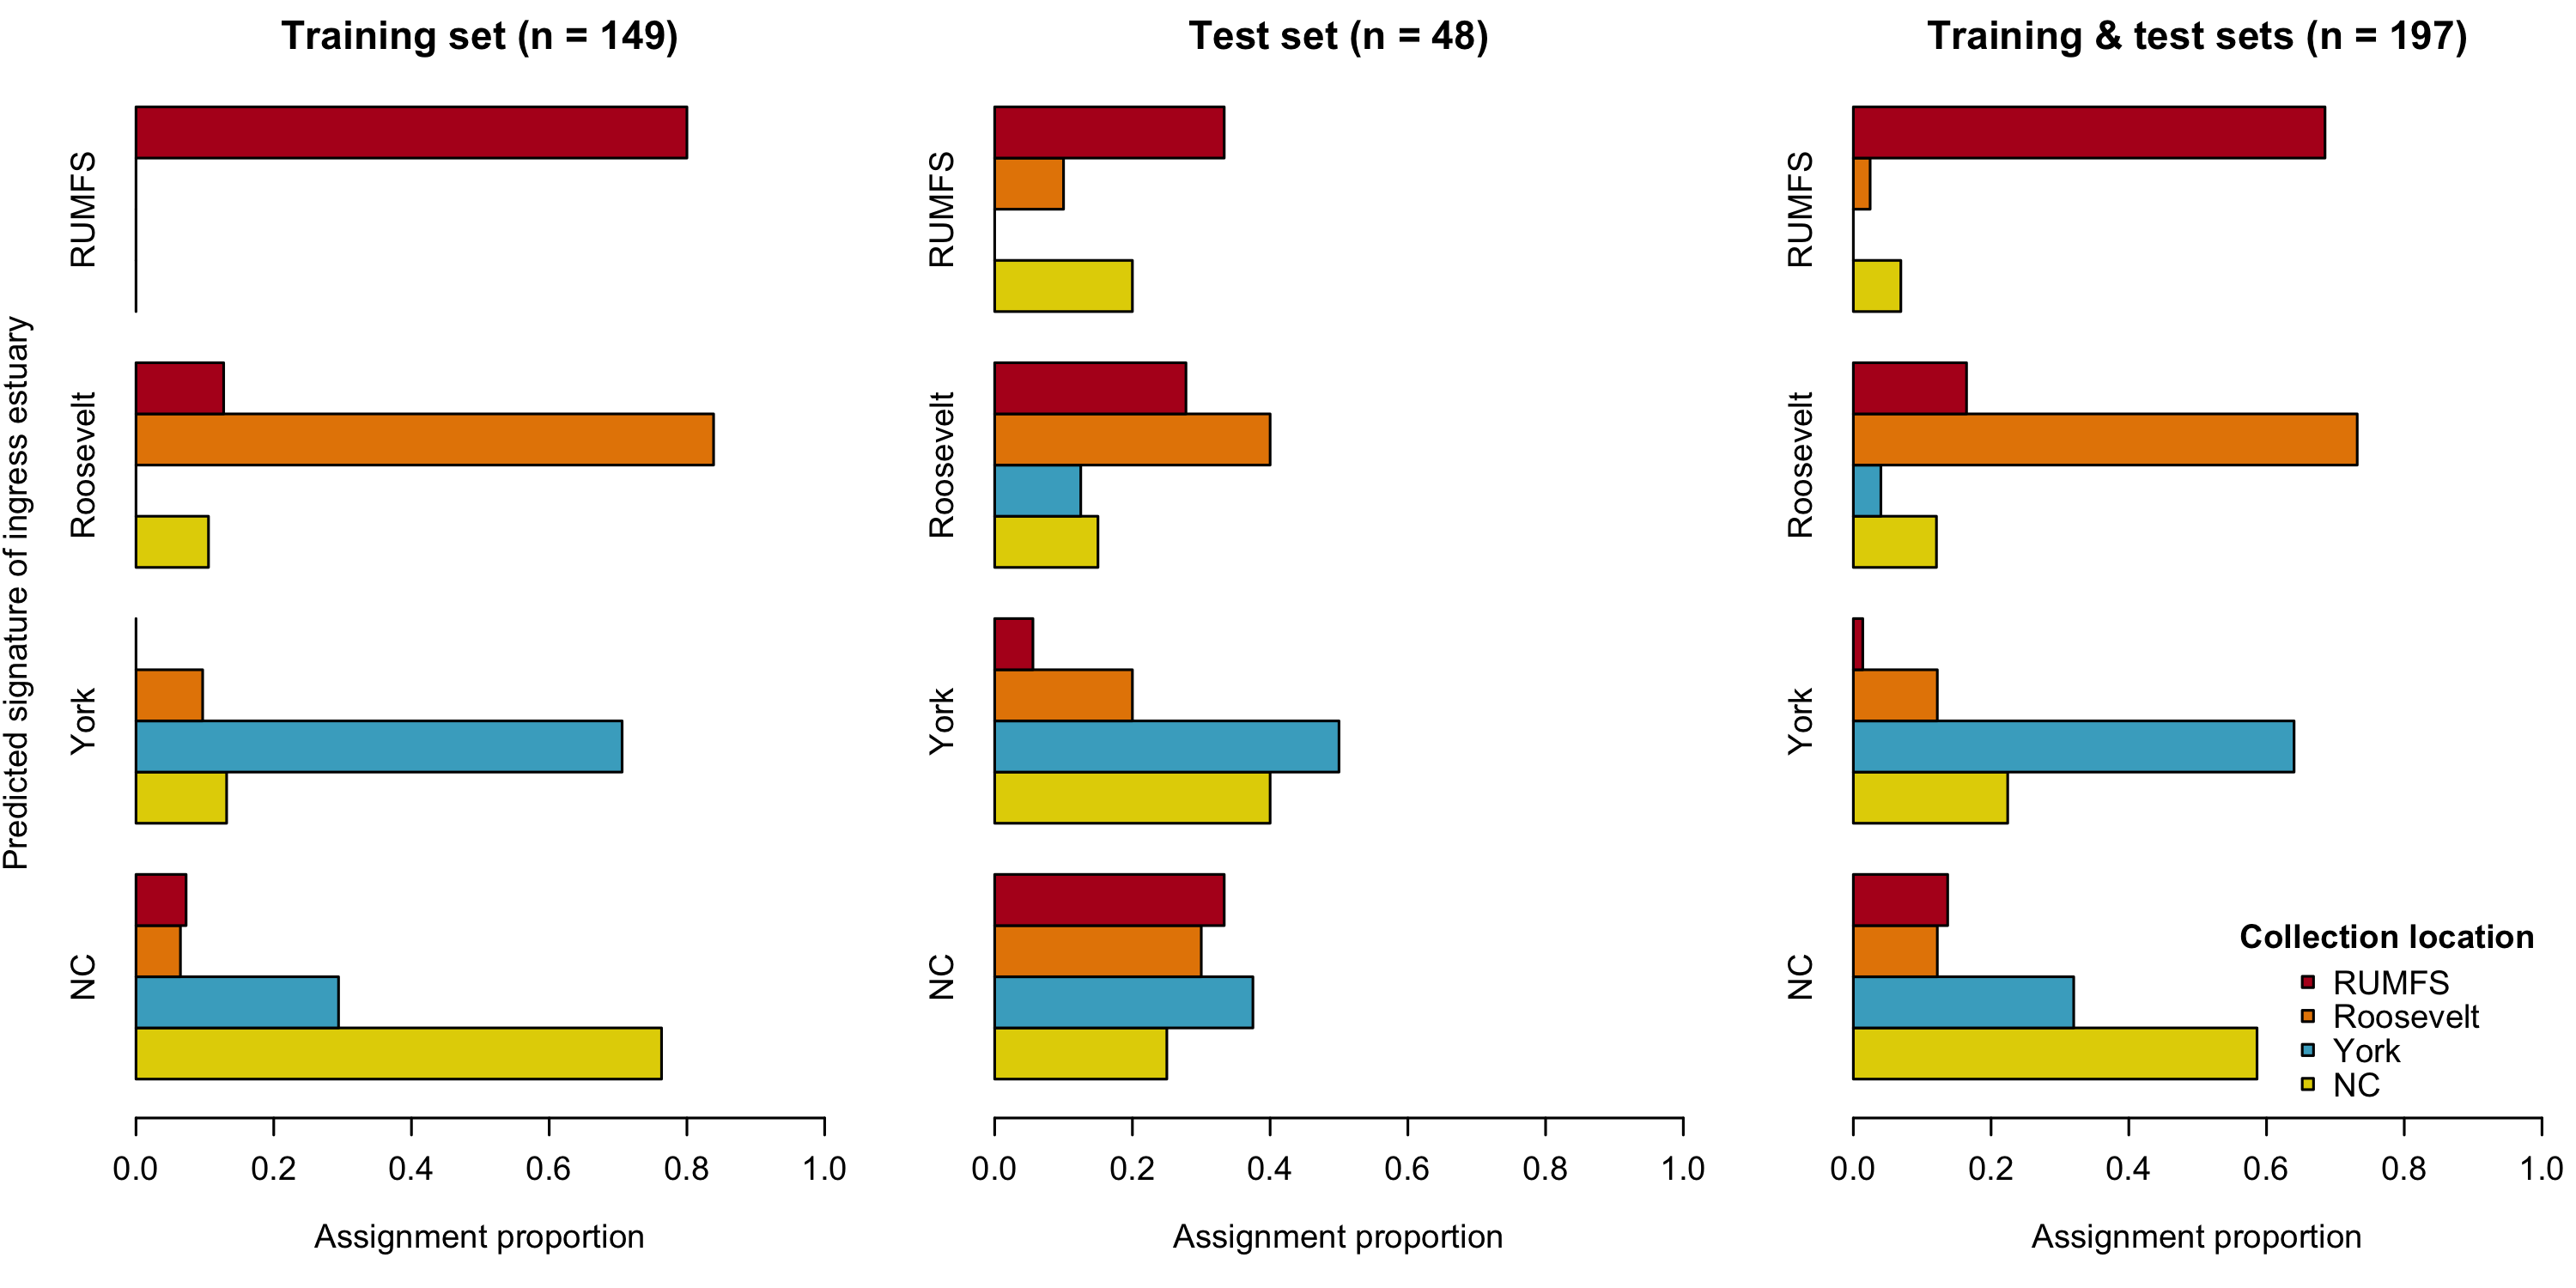 Training set (n = 149)
Test set (n = 48)
Training & test sets (n = 197)
Predicted signature of ingress estuary
RUMFS
Roosevelt
York
NC
0.0 0.2 0.4 0.6 0.8 1.0
Assignment proportion
RUMFS
Roosevelt
York
NC
0.0 0.2 0.4 0.6 0.8 1.0
Assignment proportion
RUMFS
Roosevelt
York
NC
Collection location
RUMFS
Roosevelt
York
NC
0.0 0.2 0.4 0.6 0.8 1.0
Assignment proportion